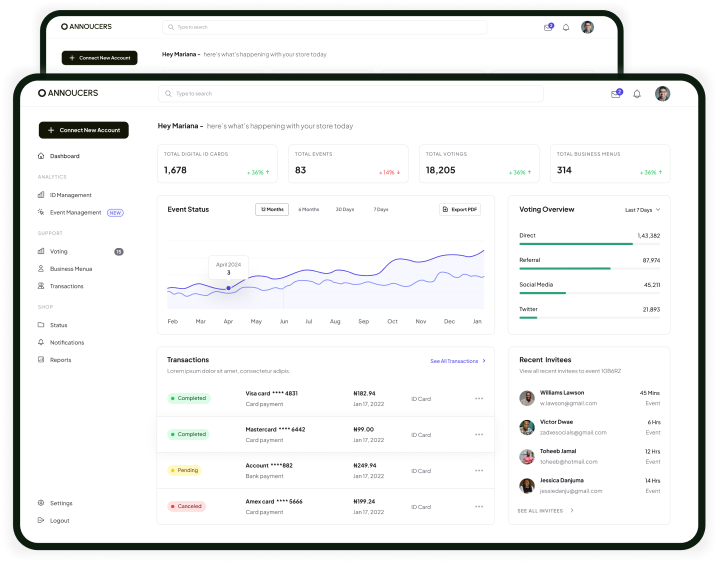 ANNOUCERS
Type to search
2
Connect New Account
Hey Mariana - here's what's happening with your store today
ANNOUCERS
Type to search
2
Connect New Account
Dashboard
ANALYTICS
ID Management
Event Management NEW
SUPPORT
Voting 15
Business Menus
Transactions
SHOP
Status
Notifications
Reports
Settings
Logout
Hey Mariana - here's what's happening with your store today
TOTAL DIGITAL ID CARDS
1,678
+36% ↑
TOTAL EVENTS
83
+14% ↓
TOTAL VOTINGS
18,205
+36% ↑
TOTAL BUSINESS MENUS
314
+36% ↑
Event Status
12 Months
6 Months
30 Days
7 Days
Export PDF
April 2024
3
Feb Mar Apr May Jun Jul Aug Sep Oct Nov Dec Jan
Voting Overview
Last 7 Days
Direct 1,43,382
Referral 87,974
Social Media 45,211
Twitter 21,893
Transactions
See All Transactions >
Lorem ipsum dolor sit amet, consectetur adipis.
Completed
Visa card **** 4831
Card payment
₦182.94
Jan 17, 2022
ID Card
Completed
Mastercard **** 6442
Card payment
₦99.00
Jan 17, 2022
ID Card
Pending
Account ****882
Bank payment
₦249.94
Jan 17, 2022
ID Card
Canceled
Amex card **** 5666
Card payment
₦199.24
Jan 17, 2022
ID Card
Recent Invitees
View all recent invitees to event 10B6RZ
Williams Lawson
w.lawson@gmail.com
45 Mins
Event
Victor Dwae
zadxesocials@gmail.com
6 Hrs
Event
Toheeb Jamal
toheeb@hotmail.com
12 Hrs
Event
Jessica Danjuma
jessiedanju@gmail.com
14 Hrs
Event
SEE ALL INVITEES >